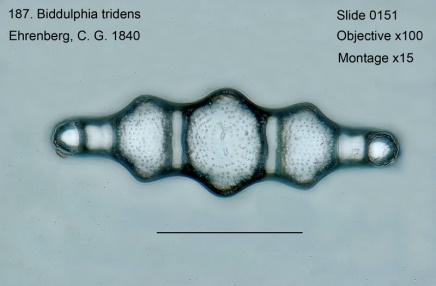 187. Biddulphia tridens
Ehrenberg, C. G. 1840
Slide 0151
Objective x100
Montage x15